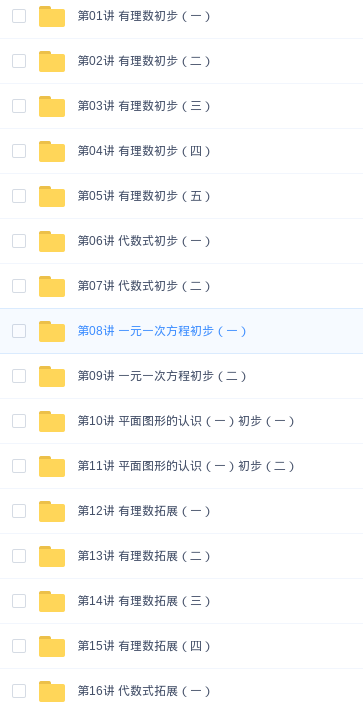 第01讲 有理数初步（一）
第02讲 有理数初步（二）
第03讲 有理数初步（三）
第04讲 有理数初步（四）
第05讲 有理数初步（五）
第06讲 代数式初步（一）
第07讲 代数式初步（二）
第08讲 一元一次方程初步（一）
第09讲 一元一次方程初步（二）
第10讲 平面图形的认识（一）初步（一）
第11讲 平面图形的认识（一）初步（二）
第12讲 有理数拓展（一）
第13讲 有理数拓展（二）
第14讲 有理数拓展（三）
第15讲 有理数拓展（四）
第16讲 代数式拓展（一）